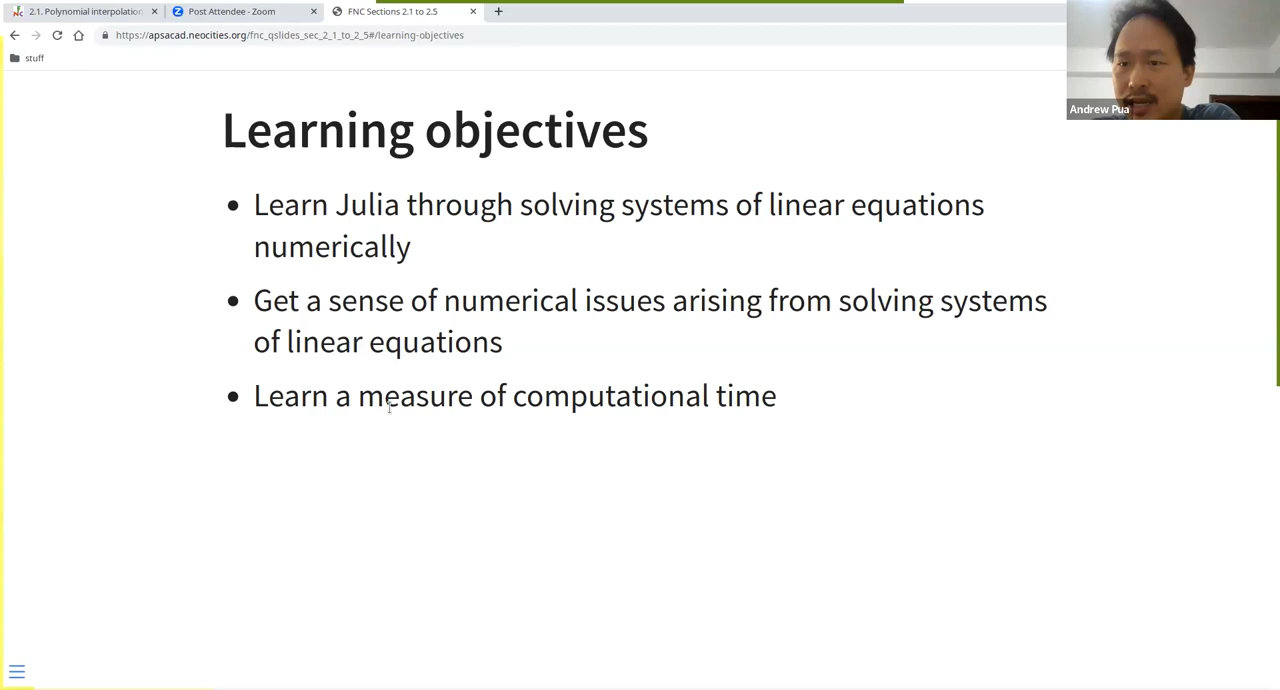 2.1. Polynomial interpolation
Post Attendee - Zoom
FNC Sections 2.1 to 2.5
https://apsacad.neocities.org/fnc_qslides_sec_2_1_to_2_5#/learning-objectives
stuff
Andrew Pua
Learning objectives
• Learn Julia through solving systems of linear equations
numerically
• Get a sense of numerical issues arising from solving systems
of linear equations
• Learn a measure of computational time